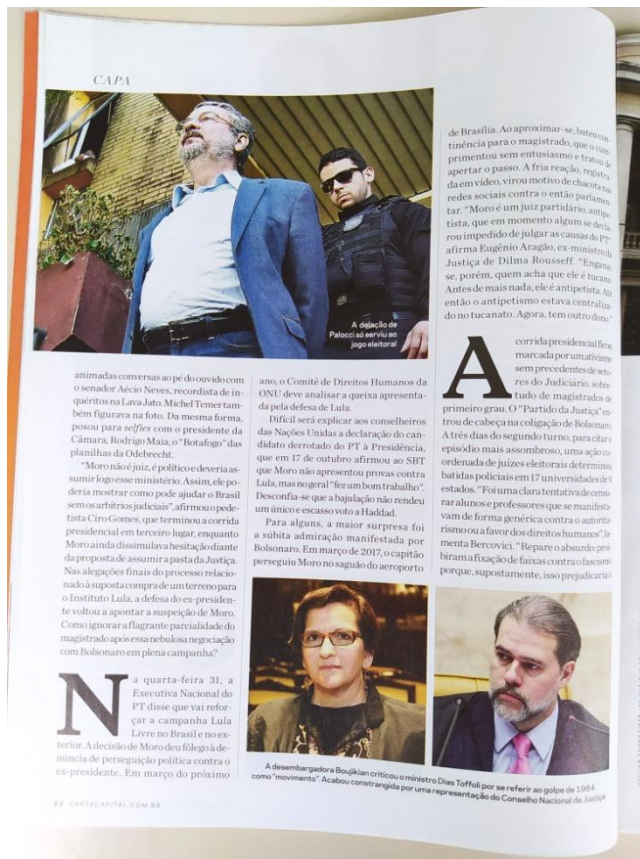 CAPA
A delação de
Palocci só serviu ao
jogo eleitoral
animadas conversas ao pé do ouvido com
o senador Aécio Neves, recordista de in-
quéritos na Lava Jato. Michel Temer tam-
bém figurava na foto. Da mesma forma,
posou para selfies com o presidente da
Câmara, Rodrigo Maia, o "Botafogo" das
planilhas da Odebrecht.
"Moro não é juiz, é político e deveria as-
sumir logo esse ministério. Assim, ele po-
deria mostrar como pode ajudar o Brasil
sem os arbítrios judiciais", afirmou o pede-
tista Ciro Gomes, que terminou a corrida
presidencial em terceiro lugar, enquanto
Moro ainda dissimulava hesitação diante
da proposta de assumir a pasta da Justiça.
Nas alegações finais do processo relacio-
nado à suposta compra de um terreno para
o Instituto Lula, a defesa do ex-presiden-
te voltou a apontar a suspeição de Moro.
Como ignorar a flagrante parcialidade do
magistrado após essa nebulosa negociação
com Bolsonaro em plena campanha?
Na quarta-feira 31, a
Executiva Nacional do
PT disse que vai refor-
çar a campanha Lula
Livre no Brasil e no ex-
terior. A decisão de Moro deu fôlego à de-
núncia de perseguição política contra o
ex-presidente. Em março do próximo
ano, o Comitê de Direitos Humanos da
ONU deve analisar a queixa apresenta-
da pela defesa de Lula.
Difícil será explicar aos conselheiros
das Nações Unidas a declaração do can-
didato derrotado do PT à Presidência,
que em 17 de outubro afirmou ao SBT
que Moro não apresentou provas contra
Lula, mas no geral "fez um bom trabalho".
Desconfia-se que a bajulação não rendeu
um único e escasso voto a Haddad.
Para alguns, a maior surpresa foi
a súbita admiração manifestada por
Bolsonaro. Em março de 2017, o capitão
perseguiu Moro no saguão do aeroporto
de Brasília. Ao aproximar-se, bateu con-
tinência para o magistrado, que o cum-
primentou sem entusiasmo e tratou de
apertar o passo. A fria reação, registra-
da em vídeo, virou motivo de chacota nas
redes sociais contra o então parlamen-
tar. "Moro é um juiz partidário, antipe-
tista, que em momento algum se decla-
rou impedido de julgar as causas do PT",
afirma Eugênio Aragão, ex-ministro da
Justiça de Dilma Rousseff. "Engana-
se, porém, quem acha que ele é tucano.
Antes de mais nada, ele é antipetista. Até
então o antipetismo estava centraliza-
do no tucanato. Agora, tem outro dono."
A corrida presidencial ficou
marcada por um ativismo
sem precedentes de seto-
res do Judiciário, sobre-
tudo de magistrados de
primeiro grau. O "Partido da Justiça" en-
trou de cabeça na coligação de Bolsonaro.
A três dias do segundo turno, para citar o
episódio mais assombroso, uma ação co-
ordenada de juízes eleitorais determinou
batidas policiais em 17 universidades de 9
estados. "Foi uma clara tentativa de censu-
rar alunos e professores que se manifesta-
vam de forma genérica contra o autorita-
rismo ou a favor dos direitos humanos", la-
menta Bercovici. "Repare o absurdo: proi-
biram a fixação de faixas contra o fascismo
porque, supostamente, isso prejudicaria o
A desembargadora Boujikian criticou o ministro Dias Toffoli por se referir ao golpe de 1964
como "movimento". Acabou constrangida por uma representação do Conselho Nacional de Justiça
CARTACAPITAL.COM.BR